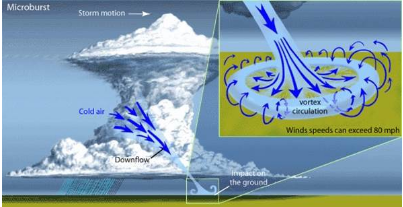 Microburst
Storm motion
Cold air
Downflow
Impact on
the ground
vortex
circulation
Winds speeds can exceed 80 mph